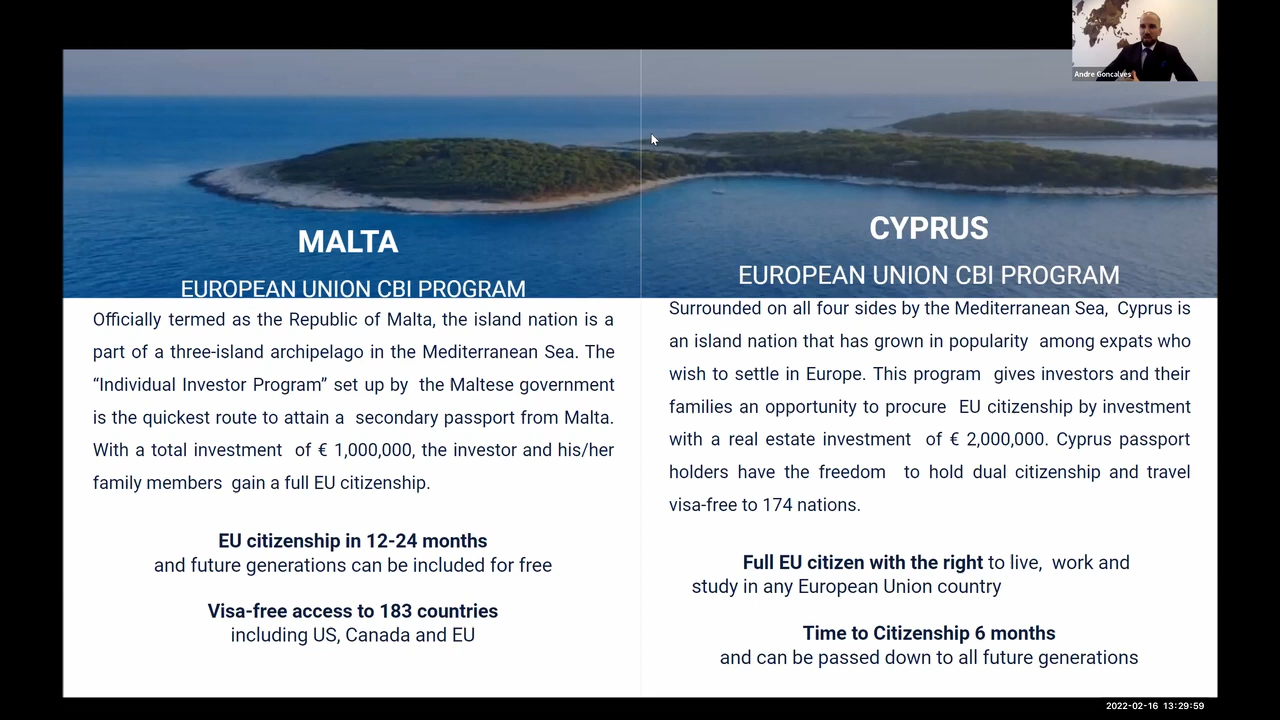 Andre Goncalves
MALTA
EUROPEAN UNION CBI PROGRAM
Officially termed as the Republic of Malta, the island nation is a
part of a three-island archipelago in the Mediterranean Sea. The
“Individual Investor Program” set up by the Maltese government
is the quickest route to attain a secondary passport from Malta.
With a total investment of € 1,000,000, the investor and his/her
family members gain a full EU citizenship.
EU citizenship in 12-24 months
and future generations can be included for free
Visa-free access to 183 countries
including US, Canada and EU
CYPRUS
EUROPEAN UNION CBI PROGRAM
Surrounded on all four sides by the Mediterranean Sea, Cyprus is
an island nation that has grown in popularity among expats who
wish to settle in Europe. This program gives investors and their
families an opportunity to procure EU citizenship by investment
with a real estate investment of € 2,000,000. Cyprus passport
holders have the freedom to hold dual citizenship and travel
visa-free to 174 nations.
Full EU citizen with the right to live, work and
study in any European Union country
Time to Citizenship 6 months
and can be passed down to all future generations
2022-02-16 13:29:59